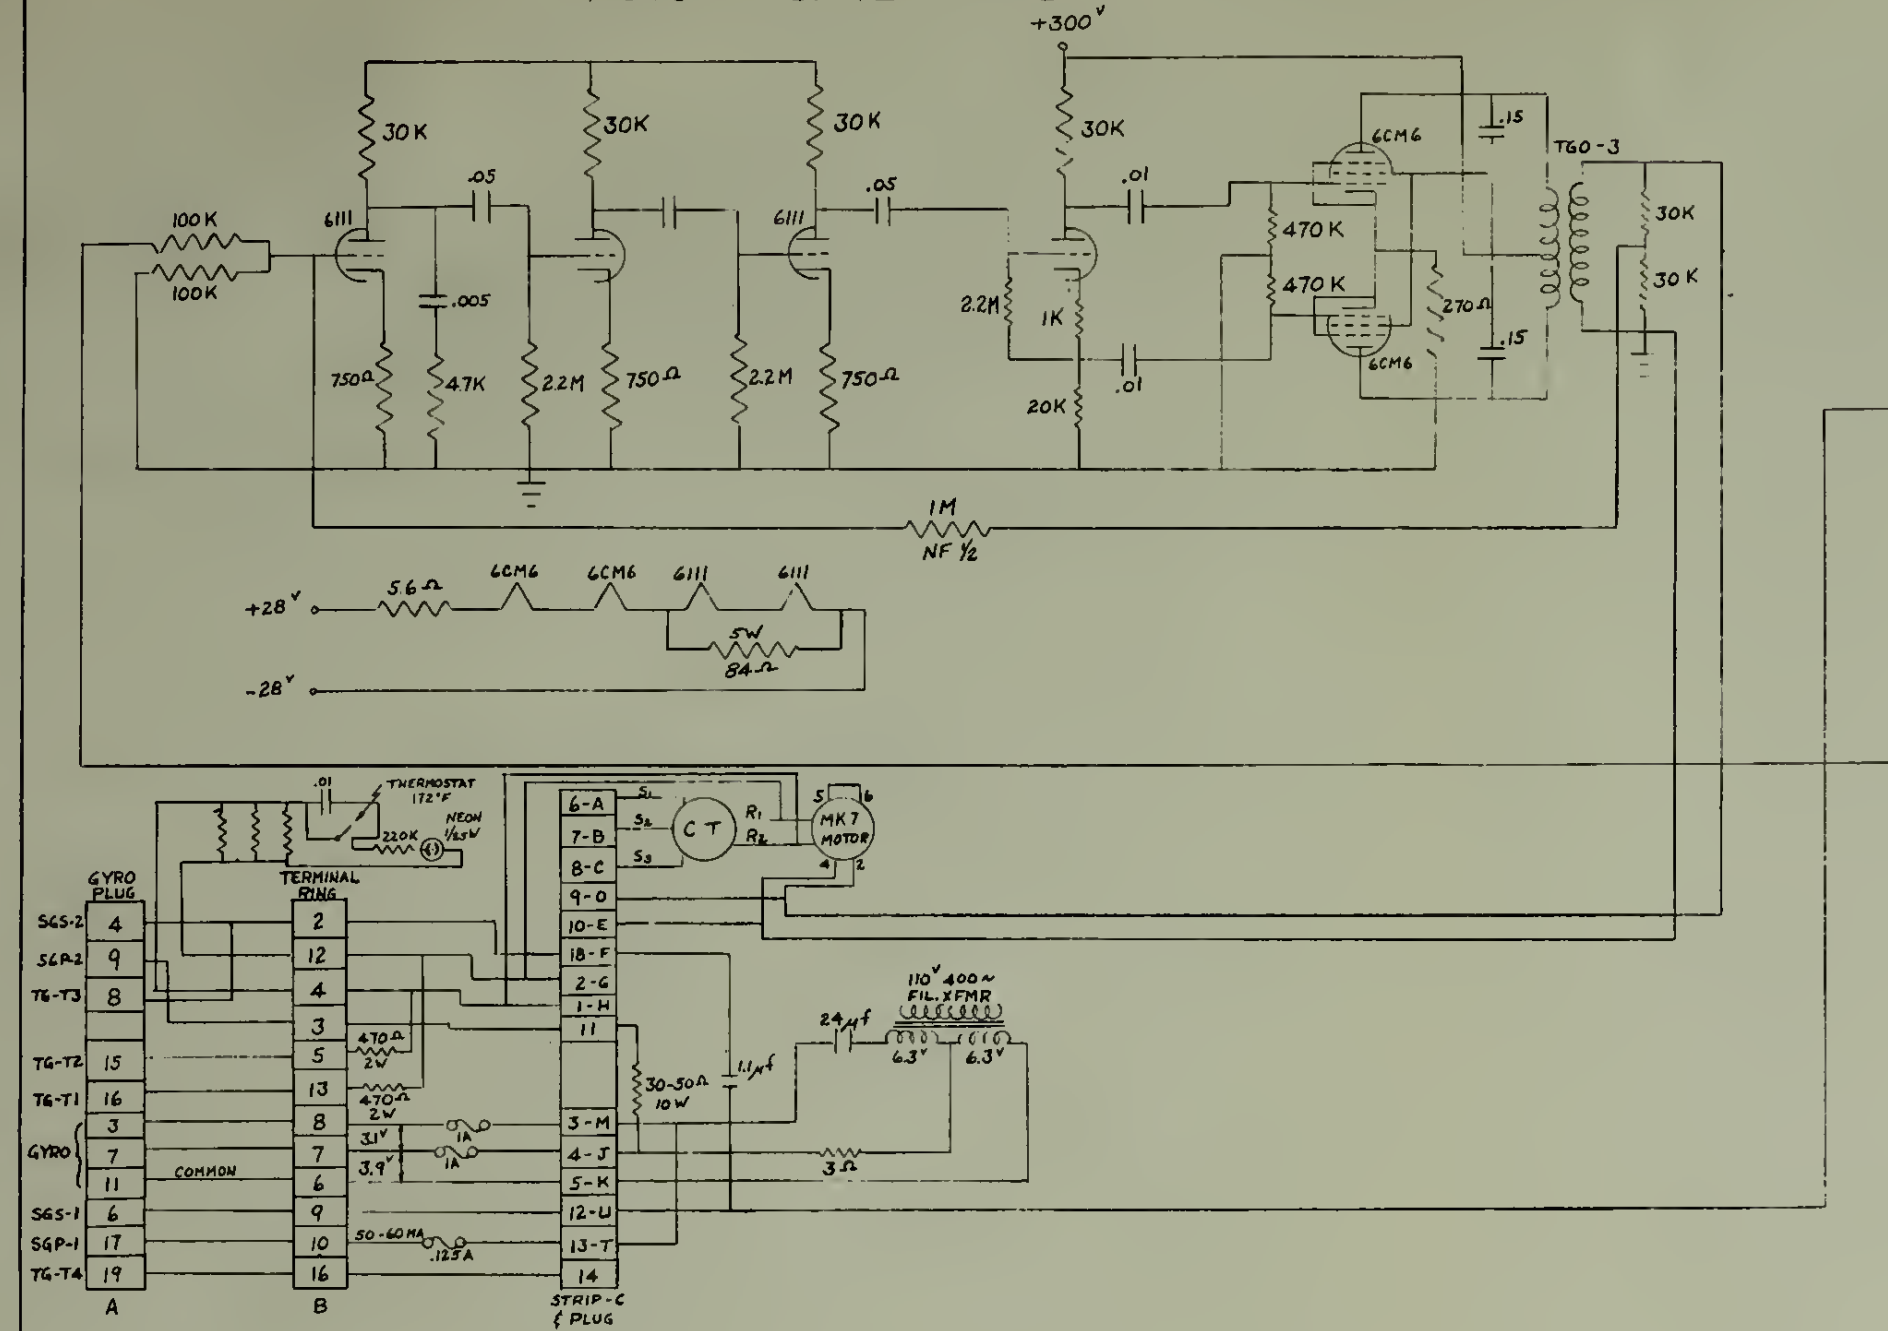 +300V
30K
30K
30K
30K
6CM6
.15
TGO-3
.05
.05
.01
100K
6111
6111
470K
30K
100K
.005
2.2M
1K
470K
270Ω
30K
750Ω
4.7K
2.2M
750Ω
2.2M
750Ω
20K
.01
6CM6
.15
1M
NF ½
+28V
5.6Ω
6CM6
6CM6
6111
6111
5W
84Ω
-28V
.01
THERMOSTAT
172°F
220K
NEON
1/25W
6-A
7-B
8-C
9-D
10-E
18-F
2-G
1-H
11
3-M
4-J
5-K
12-U
13-T
14
STRIP-C
& PLUG
S1
S2
S3
CT
R1
R2
5
6
MK7
MOTOR
4
2
GYRO
PLUG
TERMINAL
RING
SGS-2
4
2
SGP-2
9
12
TG-T3
8
4
3
TG-T2
15
5
470Ω
2W
TG-T1
16
13
470Ω
2W
3
8
3.1V
1A
GYRO
7
7
3.9V
1A
11
COMMON
6
SGS-1
6
9
SGP-1
17
10
50-60MA
.125A
TG-T4
19
16
A
B
30-50Ω
10W
1.1μf
24μf
110V 400~
FIL. XFMR
6.3V
6.3V
3Ω